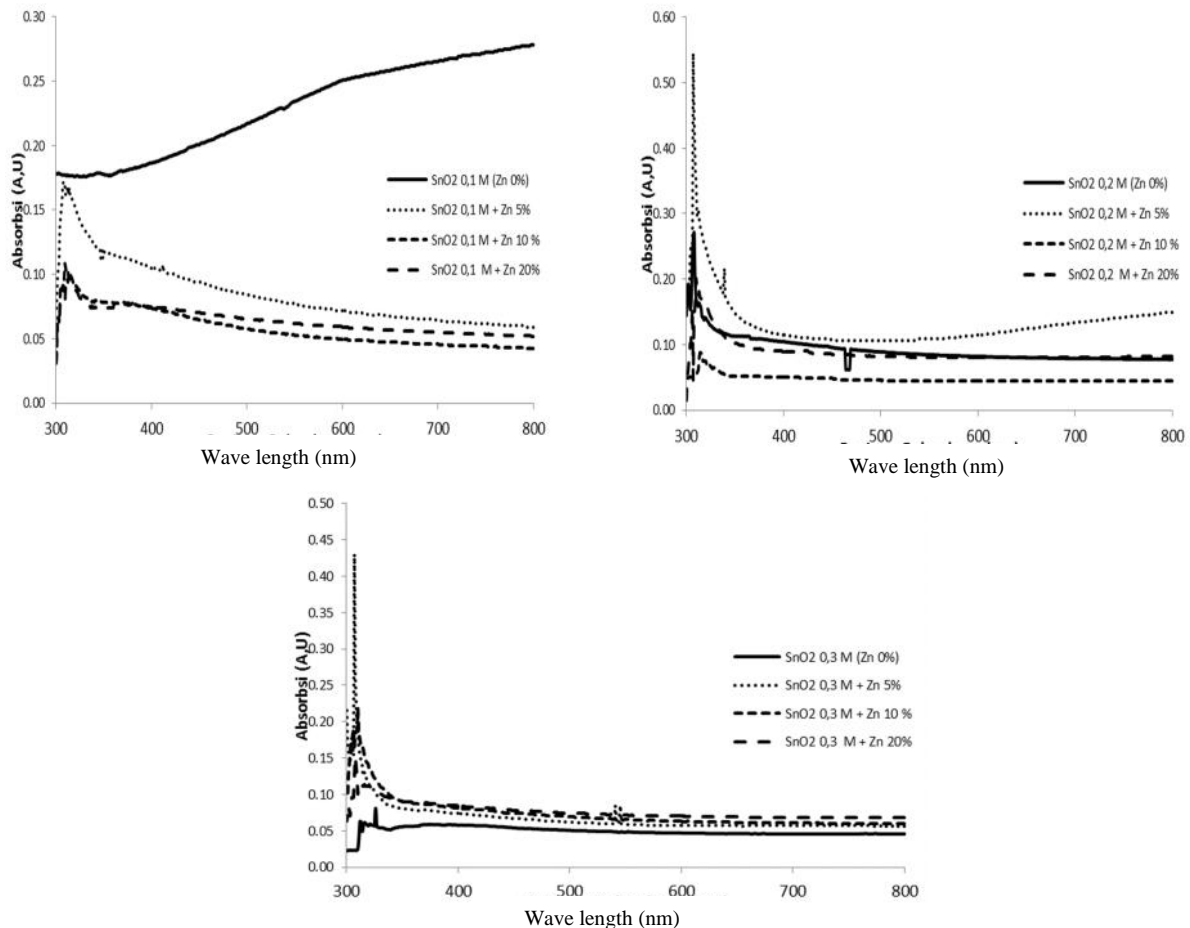 0.30
0.25
0.20
0.15
0.10
0.05
0.00
Absorbsi (A,U)
300 400 500 600 700 800
Wave length (nm)
SnO2 0,1 M (Zn 0%)
SnO2 0,1 M + Zn 5%
SnO2 0,1 M + Zn 10 %
SnO2 0,1 M + Zn 20%
0.60
0.50
0.40
0.30
0.20
0.10
0.00
Absorbsi (A,U)
300 400 500 600 700 800
Wave length (nm)
SnO2 0,2 M (Zn 0%)
SnO2 0,2 M + Zn 5%
SnO2 0,2 M + Zn 10 %
SnO2 0,2 M + Zn 20%
0.50
0.45
0.40
0.35
0.30
0.25
0.20
0.15
0.10
0.05
0.00
Absorbsi (A,U)
300 400 500 600 700 800
Wave length (nm)
SnO2 0,3 M (Zn 0%)
SnO2 0,3 M + Zn 5%
SnO2 0,3 M + Zn 10 %
SnO2 0,3 M + Zn 20%